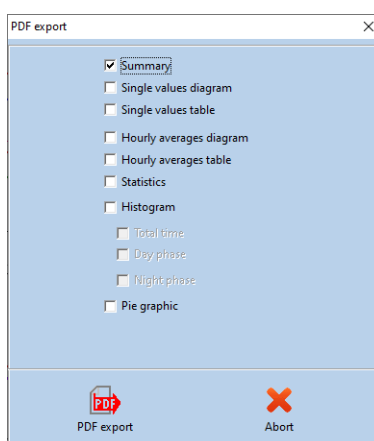 PDF export
Summary
Single values diagram
Single values table
Hourly averages diagram
Hourly averages table
Statistics
Histogram
Total time
Day phase
Night phase
Pie graphic
PDF
PDF export
Abort